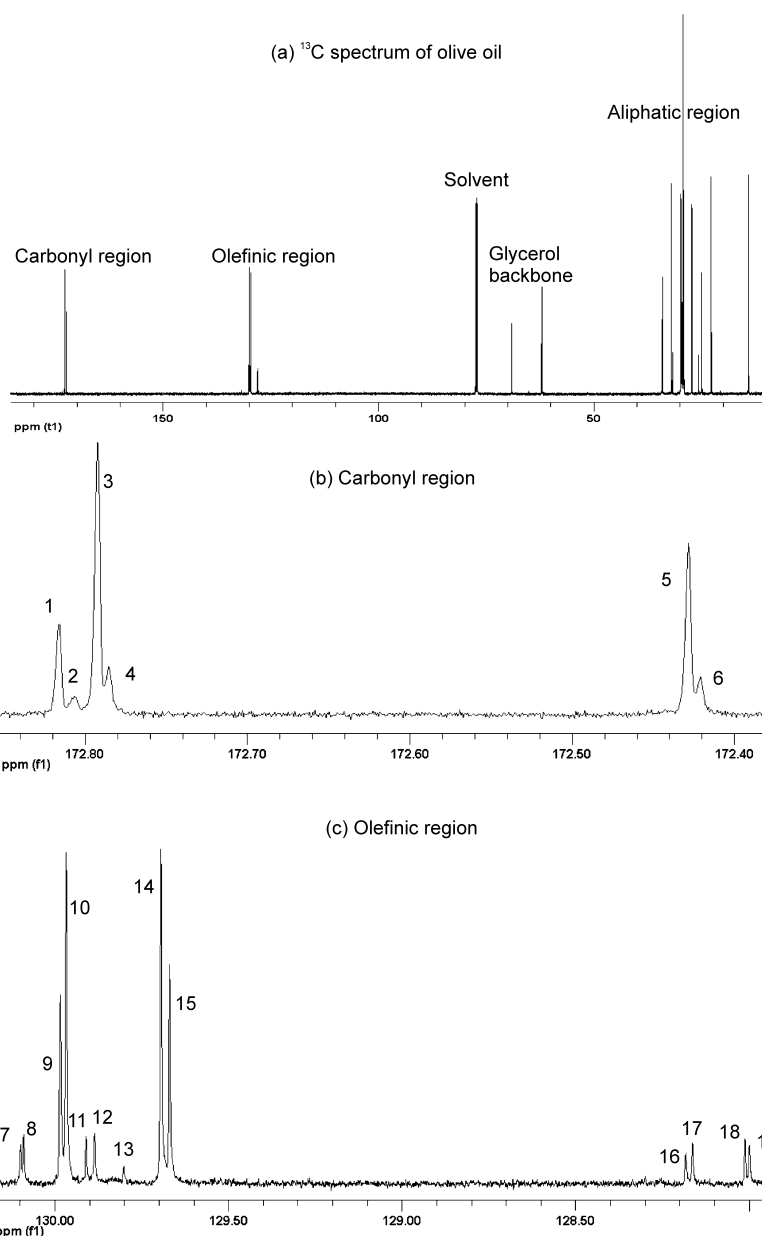 (a) ¹³C spectrum of olive oil
Aliphatic region
Solvent
Carbonyl region
Olefinic region
Glycerol
backbone
150
100
50
ppm (t1)
(b) Carbonyl region
3
1
2
4
5
6
172.80
172.70
172.60
172.50
172.40
ppm (f1)
(c) Olefinic region
14
10
15
9
7
8
11
12
13
16
17
18
1
130.00
129.50
129.00
128.50
ppm (f1)